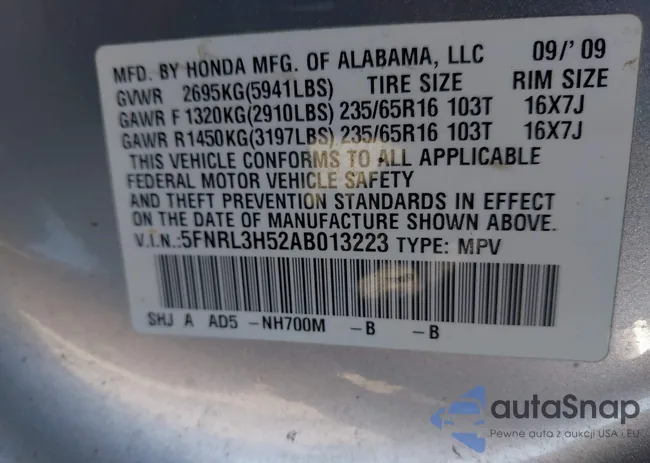 MFD. BY HONDA MFG. OF ALABAMA, LLC 09/'09
GVWR 2695KG(5941LBS) TIRE SIZE RIM SIZE
GAWR F1320KG(2910LBS) 235/65R16 103T 16X7J
GAWR R1450KG(3197LBS) 235/65R16 103T 16X7J
THIS VEHICLE CONFORMS TO ALL APPLICABLE
FEDERAL MOTOR VEHICLE SAFETY
AND THEFT PREVENTION STANDARDS IN EFFECT
ON THE DATE OF MANUFACTURE SHOWN ABOVE.
V.I.N.:5FNRL3H52AB013223 TYPE: MPV
SHJ A AD5 -NH700M -B -B
autaSnap
Pewne auta z aukcji USA i EU